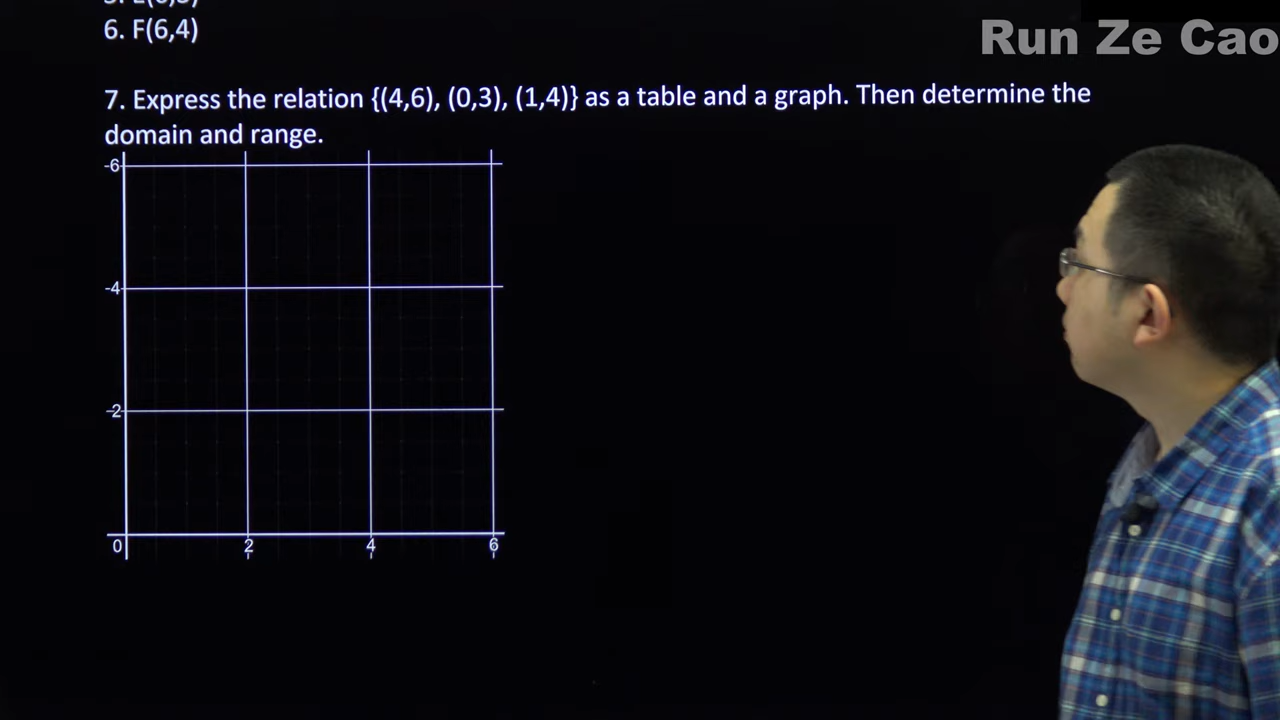 6. F(6,4)
Run Ze Cao
7. Express the relation {(4,6), (0,3), (1,4)} as a table and a graph. Then determine the
domain and range.
-6
-4
-2
0 2 4 6